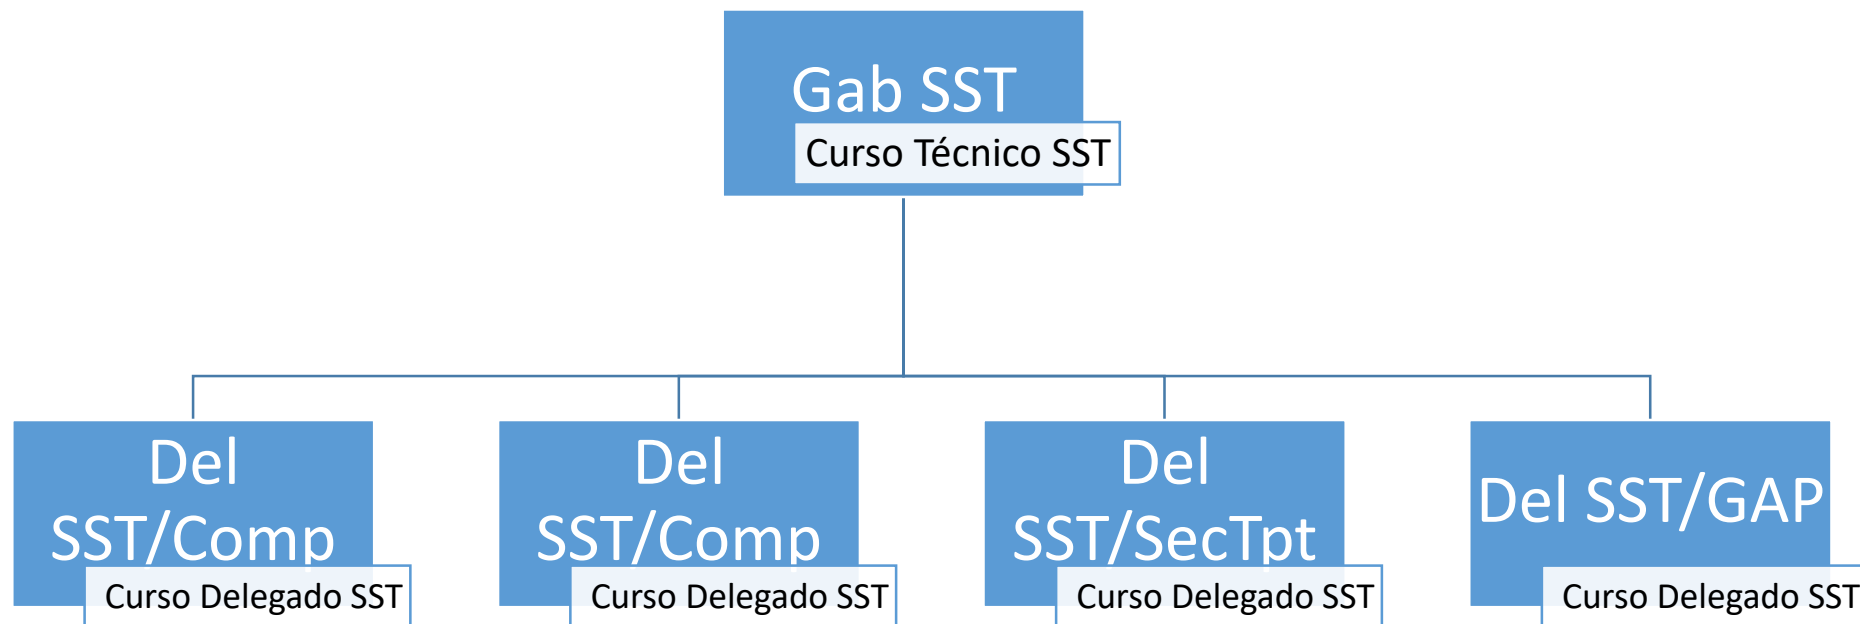 Gab SST
Curso Técnico SST
Del
SST/Comp
Curso Delegado SST
Del
SST/Comp
Curso Delegado SST
Del
SST/SecTpt
Curso Delegado SST
Del SST/GAP
Curso Delegado SST